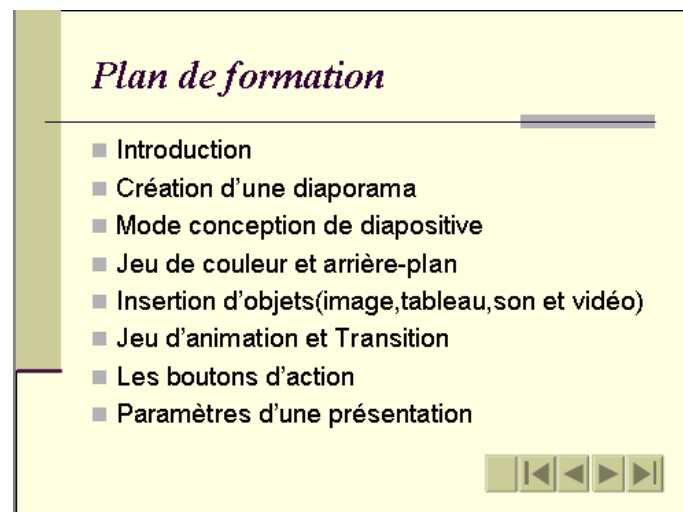 Plan de formation
Introduction
Création d'une diaporama
Mode conception de diapositive
Jeu de couleur et arrière-plan
Insertion d'objets(image,tableau,son et vidéo)
Jeu d'animation et Transition
Les boutons d'action
Paramètres d'une présentation